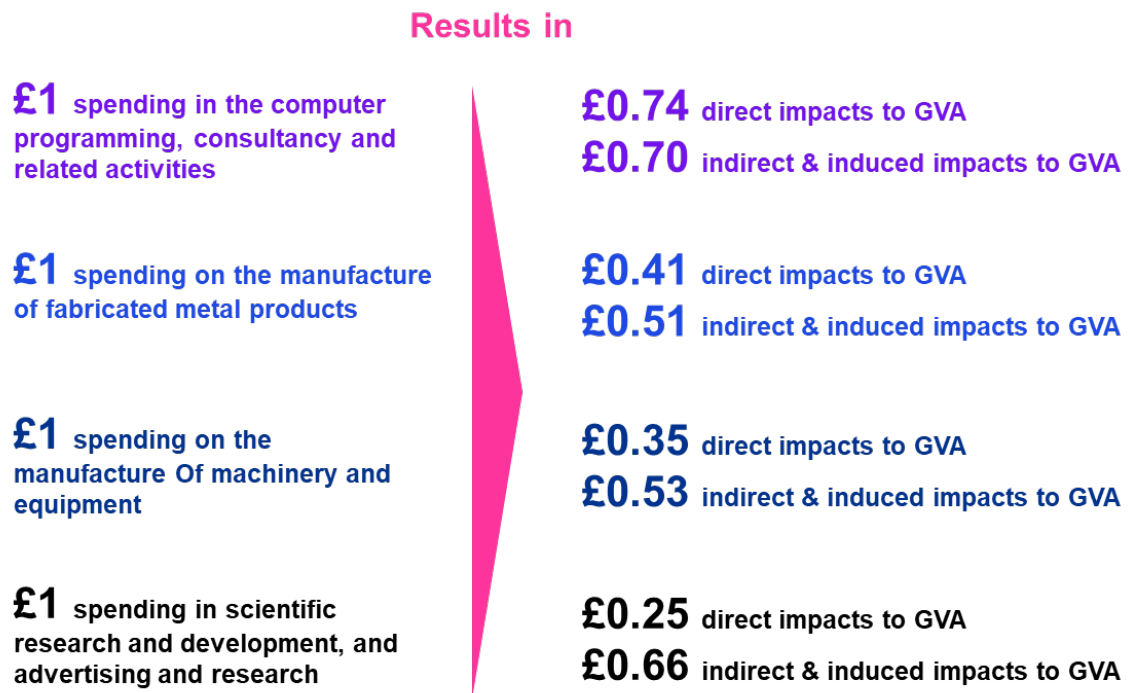 Results in
£1 spending in the computer
programming, consultancy and
related activities
£0.74 direct impacts to GVA
£0.70 indirect & induced impacts to GVA
£1 spending on the manufacture
of fabricated metal products
£0.41 direct impacts to GVA
£0.51 indirect & induced impacts to GVA
£1 spending on the
manufacture Of machinery and
equipment
£0.35 direct impacts to GVA
£0.53 indirect & induced impacts to GVA
£1 spending in scientific
research and development, and
advertising and research
£0.25 direct impacts to GVA
£0.66 indirect & induced impacts to GVA